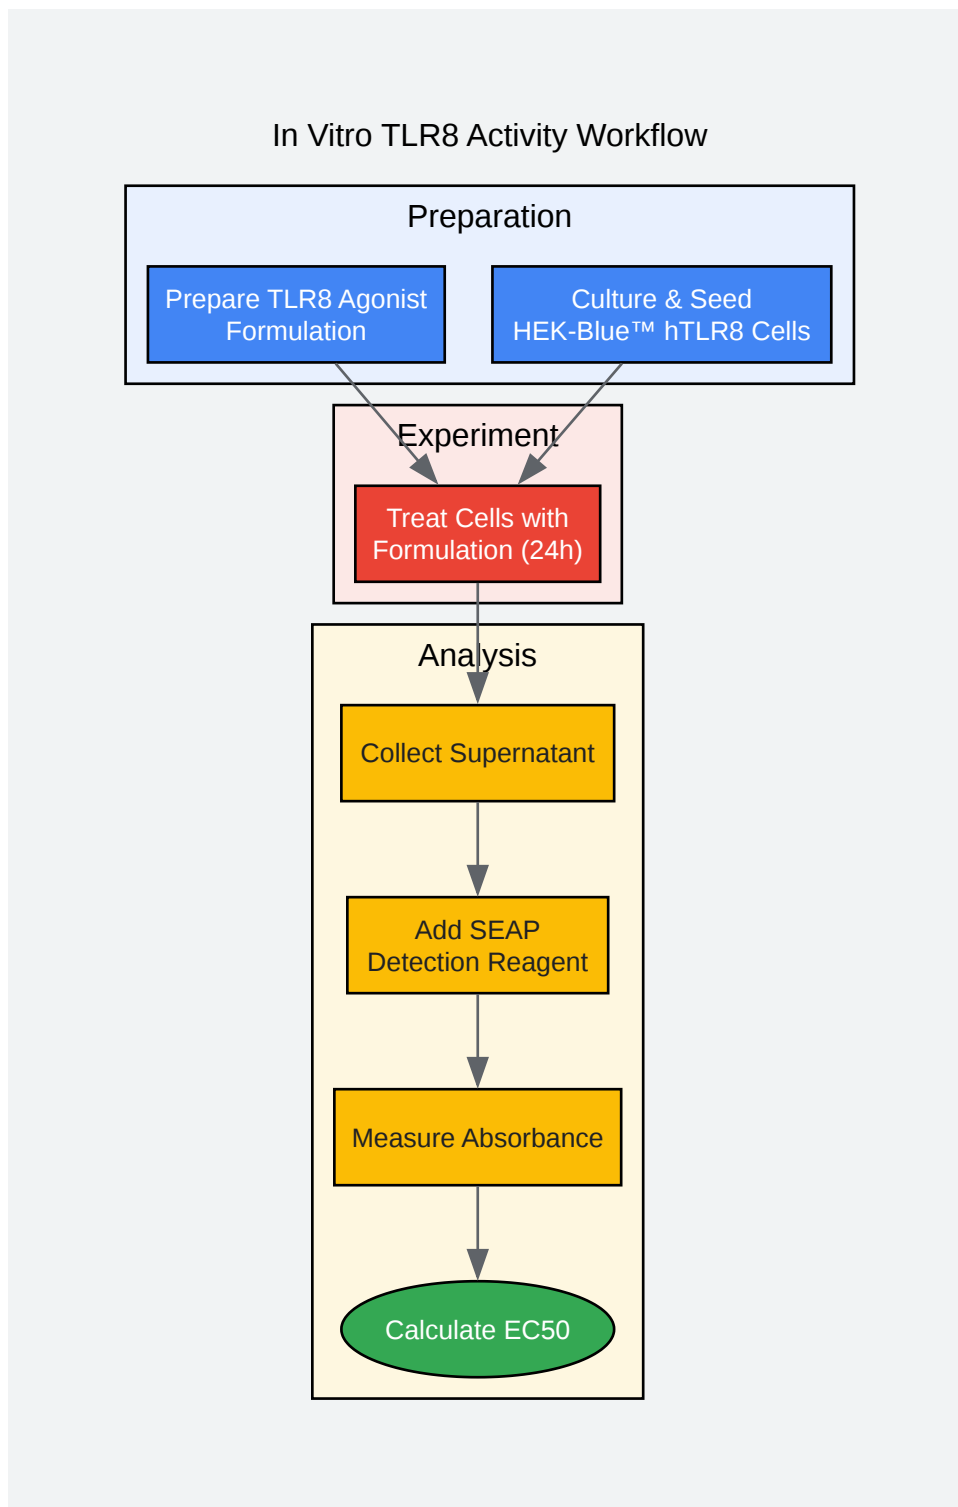 In Vitro TLR8 Activity Workflow
Preparation
Prepare TLR8 Agonist
Formulation
Culture & Seed
HEK-Blue™ hTLR8 Cells
Experiment
Treat Cells with
Formulation (24h)
Analysis
Collect Supernatant
Add SEAP
Detection Reagent
Measure Absorbance
Calculate EC50